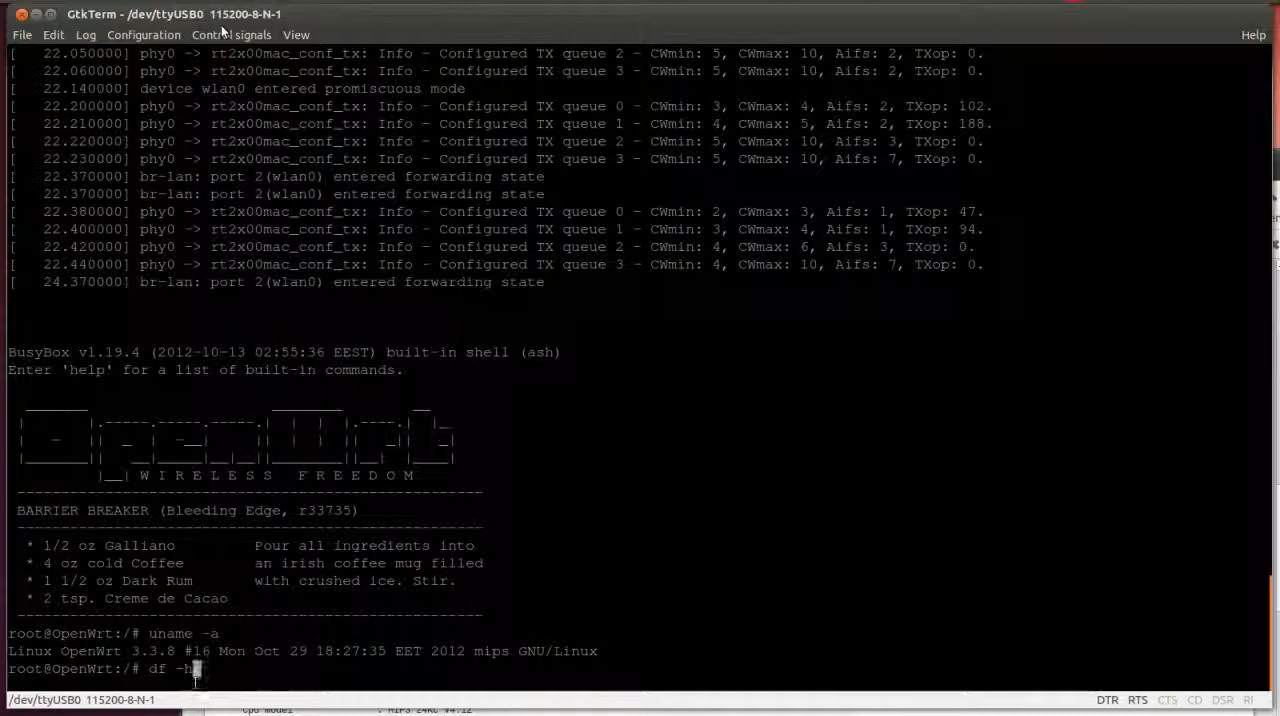 GtkTerm - /dev/ttyUSB0 115200-8-N-1
File Edit Log Configuration Control signals View Help
[ 22.050000] phy0 -> rt2x00mac_conf_tx: Info - Configured TX queue 2 - CWmin: 5, CWmax: 10, Aifs: 2, TXop: 0.
[ 22.060000] phy0 -> rt2x00mac_conf_tx: Info - Configured TX queue 3 - CWmin: 5, CWmax: 10, Aifs: 2, TXop: 0.
[ 22.140000] device wlan0 entered promiscuous mode
[ 22.200000] phy0 -> rt2x00mac_conf_tx: Info - Configured TX queue 0 - CWmin: 3, CWmax: 4, Aifs: 2, TXop: 102.
[ 22.210000] phy0 -> rt2x00mac_conf_tx: Info - Configured TX queue 1 - CWmin: 4, CWmax: 5, Aifs: 2, TXop: 188.
[ 22.220000] phy0 -> rt2x00mac_conf_tx: Info - Configured TX queue 2 - CWmin: 5, CWmax: 10, Aifs: 3, TXop: 0.
[ 22.230000] phy0 -> rt2x00mac_conf_tx: Info - Configured TX queue 3 - CWmin: 5, CWmax: 10, Aifs: 7, TXop: 0.
[ 22.370000] br-lan: port 2(wlan0) entered forwarding state
[ 22.370000] br-lan: port 2(wlan0) entered forwarding state
[ 22.380000] phy0 -> rt2x00mac_conf_tx: Info - Configured TX queue 0 - CWmin: 2, CWmax: 3, Aifs: 1, TXop: 47.
[ 22.400000] phy0 -> rt2x00mac_conf_tx: Info - Configured TX queue 1 - CWmin: 3, CWmax: 4, Aifs: 1, TXop: 94.
[ 22.420000] phy0 -> rt2x00mac_conf_tx: Info - Configured TX queue 2 - CWmin: 4, CWmax: 6, Aifs: 3, TXop: 0.
[ 22.440000] phy0 -> rt2x00mac_conf_tx: Info - Configured TX queue 3 - CWmin: 4, CWmax: 10, Aifs: 7, TXop: 0.
[ 24.370000] br-lan: port 2(wlan0) entered forwarding state
BusyBox v1.19.4 (2012-10-13 02:55:36 EEST) built-in shell (ash)
Enter 'help' for a list of built-in commands.
OpenWrt
W I R E L E S S F R E E D O M
BARRIER BREAKER (Bleeding Edge, r33735)
* 1/2 oz Galliano Pour all ingredients into
* 4 oz cold Coffee an irish coffee mug filled
* 1 1/2 oz Dark Rum with crushed ice. Stir.
* 2 tsp. Creme de Cacao
root@OpenWrt:/# uname -a
Linux OpenWrt 3.3.8 #16 Mon Oct 29 18:27:35 EET 2012 mips GNU/Linux
root@OpenWrt:/# df -h
/dev/ttyUSB0 115200-8-N-1 DTR RTS CTS CD DSR RI
cpu model : MIPS 24Kc V4.12